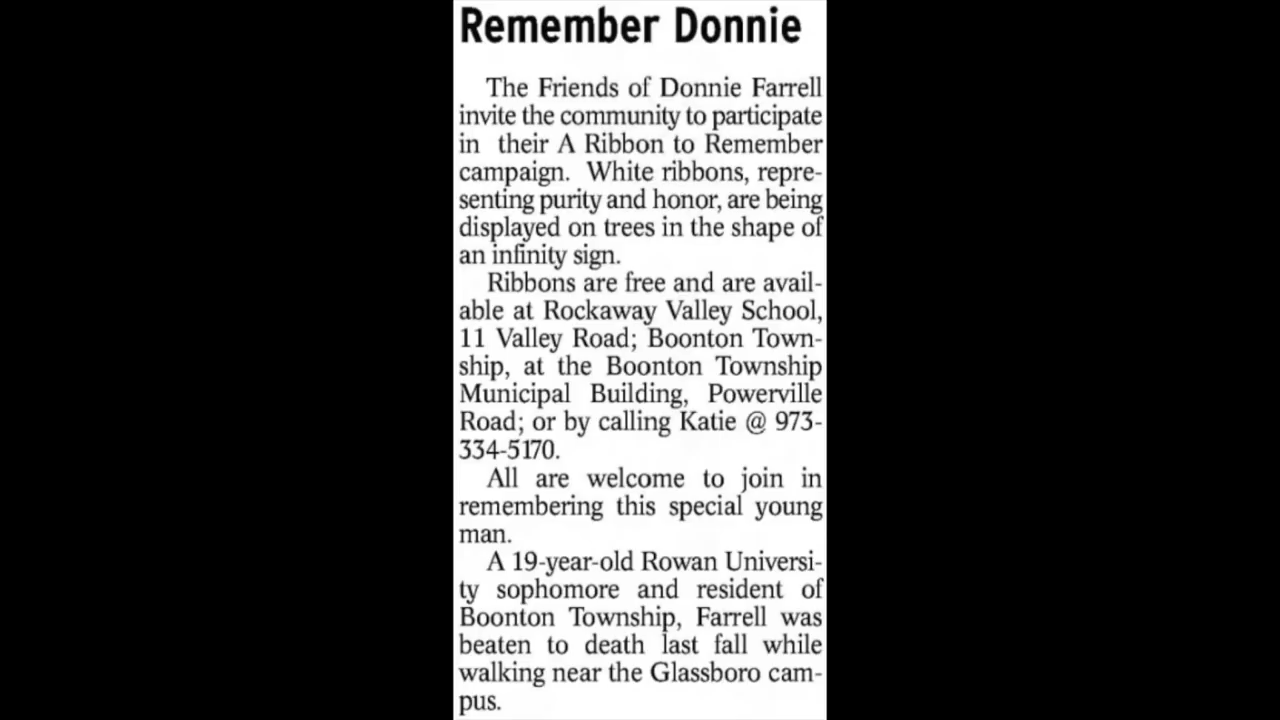 Remember Donnie
The Friends of Donnie Farrell
invite the community to participate
in their A Ribbon to Remember
campaign. White ribbons, repre-
senting purity and honor, are being
displayed on trees in the shape of
an infinity sign.
Ribbons are free and are avail-
able at Rockaway Valley School,
11 Valley Road; Boonton Town-
ship, at the Boonton Township
Municipal Building, Powerville
Road; or by calling Katie @ 973-
334-5170.
All are welcome to join in
remembering this special young
man.
A 19-year-old Rowan Universi-
ty sophomore and resident of
Boonton Township, Farrell was
beaten to death last fall while
walking near the Glassboro cam-
pus.